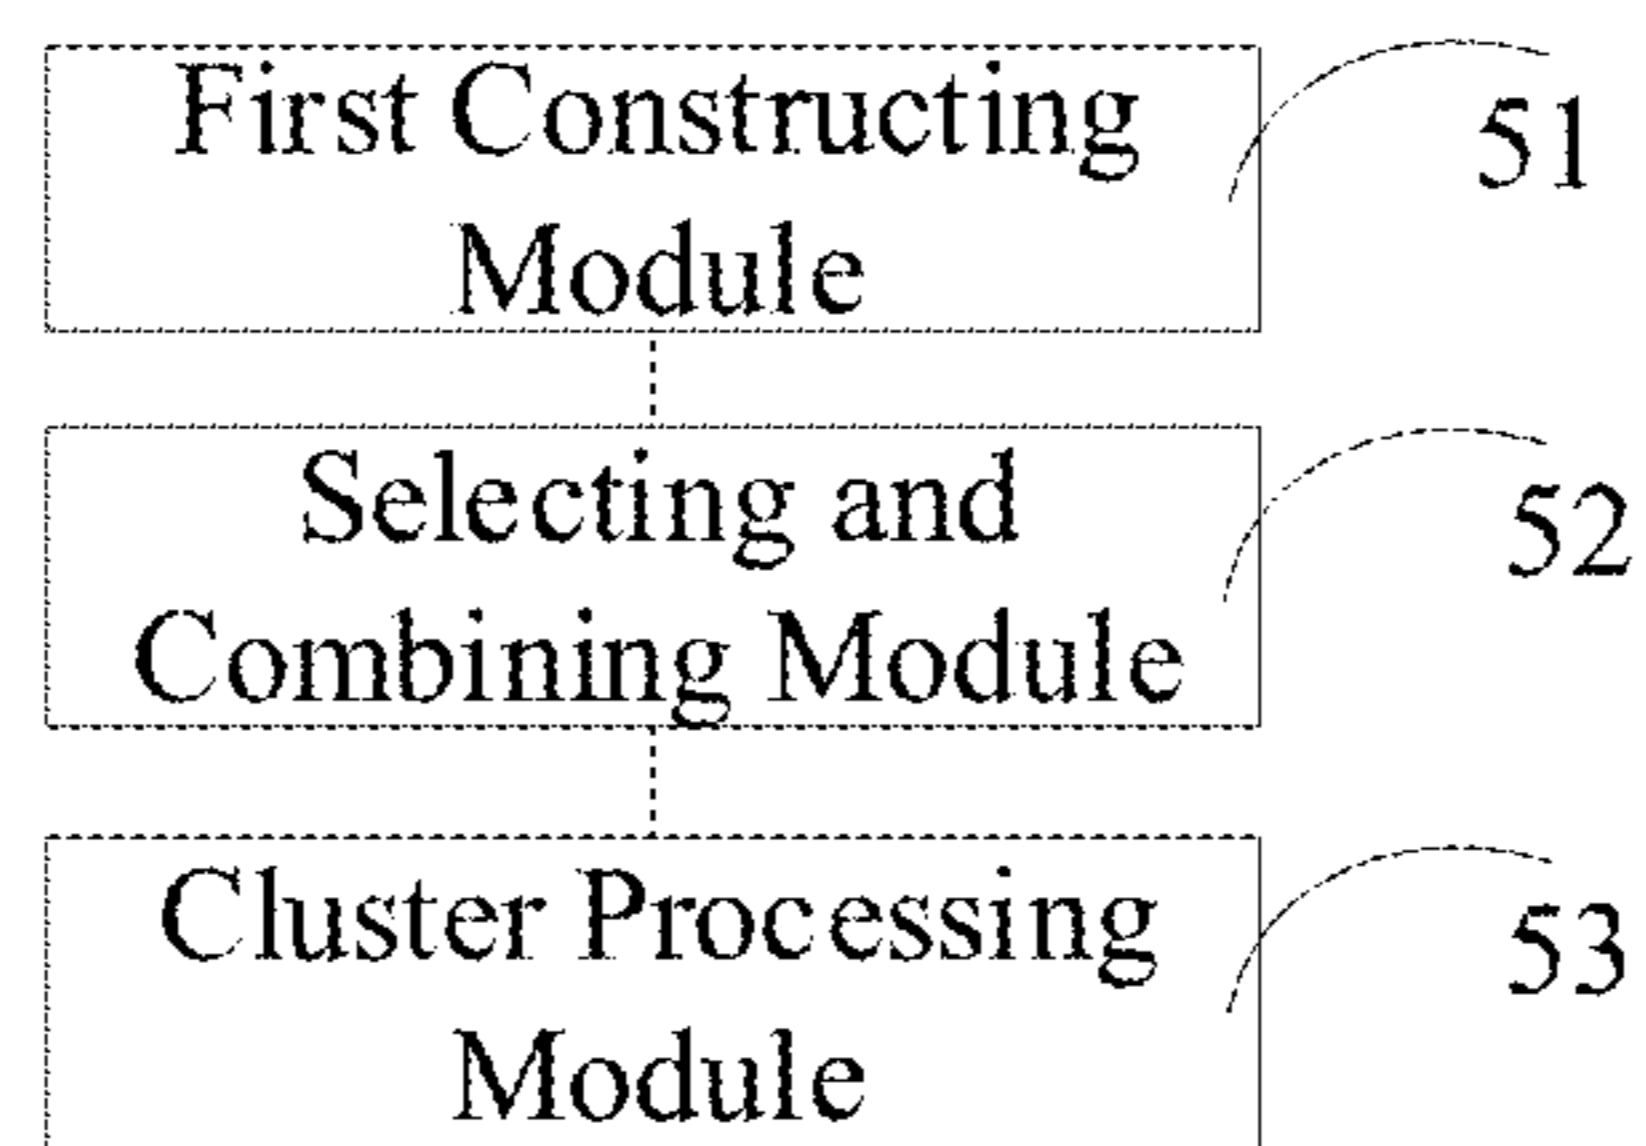 First Constructing
Module
51
Selecting and
Combining Module
52
Cluster Processing
Module
53